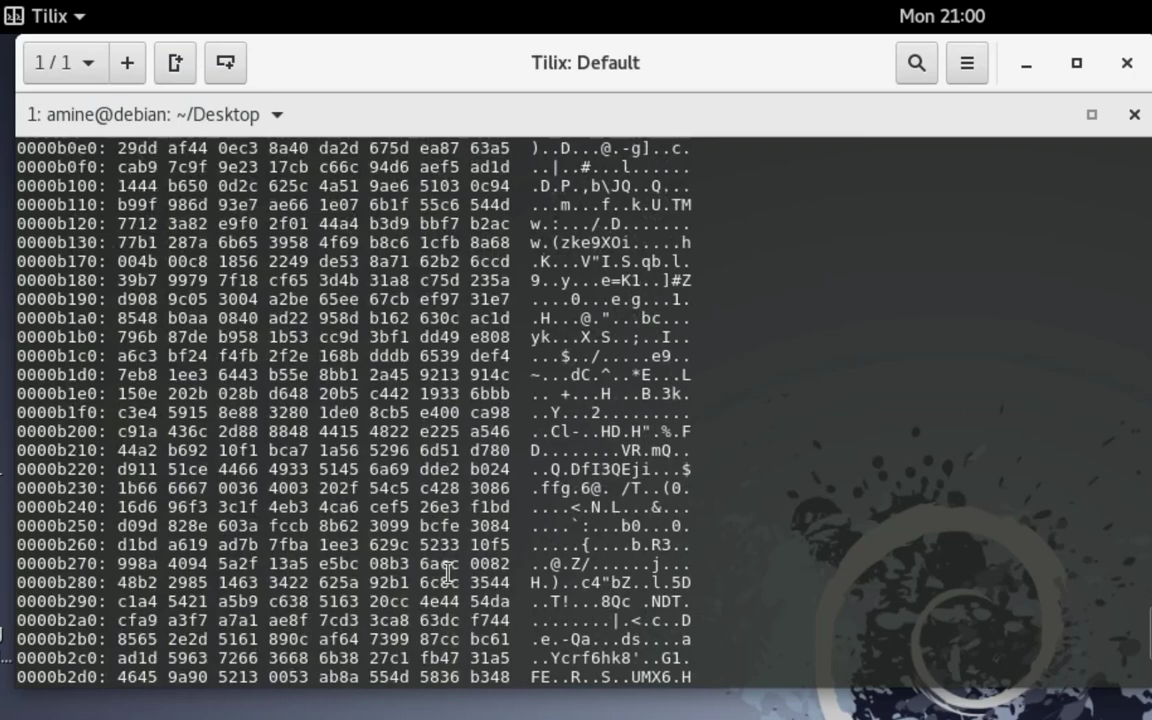 Tilix
Mon 21:00
1 / 1
Tilix: Default
1: amine@debian: ~/Desktop
0000b0e0: 29dd af44 0ec3 8a40 da2d 675d ea87 63a5  )..D...@.-g]..c.
0000b0f0: cab9 7c9f 9e23 17cb c66c 94d6 aef5 ad1d  ..|..#...l......
0000b100: 1444 b650 0d2c 625c 4a51 9ae6 5103 0c94  .D.P.,b\JQ..Q...
0000b110: b99f 986d 93e7 ae66 1e07 6b1f 55c6 544d  ...m...f..k.U.TM
0000b120: 7712 3a82 e9f0 2f01 44a4 b3d9 bbf7 b2ac  w.:.../.D.......
0000b130: 77b1 287a 6b65 3958 4f69 b8c6 1cfb 8a68  w.(zke9XOi.....h
0000b170: 004b 00c8 1856 2249 de53 8a71 62b2 6ccd  .K...V"I.S.qb.l.
0000b180: 39b7 9979 7f18 cf65 3d4b 31a8 c75d 235a  9..y...e=K1..]#Z
0000b190: d908 9c05 3004 a2be 65ee 67cb ef97 31e7  ....0...e.g...1.
0000b1a0: 8548 b0aa 0840 ad22 958d b162 630c ac1d  .H...@."...bc...
0000b1b0: 796b 87de b958 1b53 cc9d 3bf1 dd49 e808  yk...X.S..;..I..
0000b1c0: a6c3 bf24 f4fb 2f2e 168b dddb 6539 def4  ...$../.....e9..
0000b1d0: 7eb8 1ee3 6443 b55e 8bb1 2a45 9213 914c  ~...dC.^..*E...L
0000b1e0: 150e 202b 028b d648 20b5 c442 1933 6bbb  .. +...H ..B.3k.
0000b1f0: c3e4 5915 8e88 3280 1de0 8cb5 e400 ca98  ..Y...2.........
0000b200: c91a 436c 2d88 8848 4415 4822 e225 a546  ..Cl-..HD.H".%.F
0000b210: 44a2 b692 10f1 bca7 1a56 5296 6d51 d780  D........VR.mQ..
0000b220: d911 51ce 4466 4933 5145 6a69 dde2 b024  ..Q.DfI3QEji...$
0000b230: 1b66 6667 0036 4003 202f 54c5 c428 3086  .ffg.6@. /T..(0.
0000b240: 16d6 96f3 3c1f 4eb3 4ca6 cef5 26e3 f1bd  ....<.N.L...&...
0000b250: d09d 828e 603a fccb 8b62 3099 bcfe 3084  ....`:...b0...0.
0000b260: d1bd a619 ad7b 7fba 1ee3 629c 5233 10f5  .....{....b.R3..
0000b270: 998a 4094 5a2f 13a5 e5bc 08b3 0082  ..@.Z/......j...
0000b280: 48b2 2985 1463 3422 625a 92b1 3544  H.)..c4"bZ..l.5D
0000b290: c1a4 5421 a5b9 c638 5163 20cc 4e44 54da  ..T!...8Qc .NDT.
0000b2a0: cfa9 a3f7 a7a1 ae8f 7cd3 3ca8 63dc f744  ........|.<.c..D
0000b2b0: 8565 2e2d 5161 890c af64 7399 87cc bc61  .e.-Qa...ds....a
0000b2c0: ad1d 5963 7266 3668 6b38 27c1 fb47 31a5  ..Ycrf6hk8'..G1.
0000b2d0: 4645 9a90 5213 0053 ab8a 554d 5836 b348  FE..R..S..UMX6.H